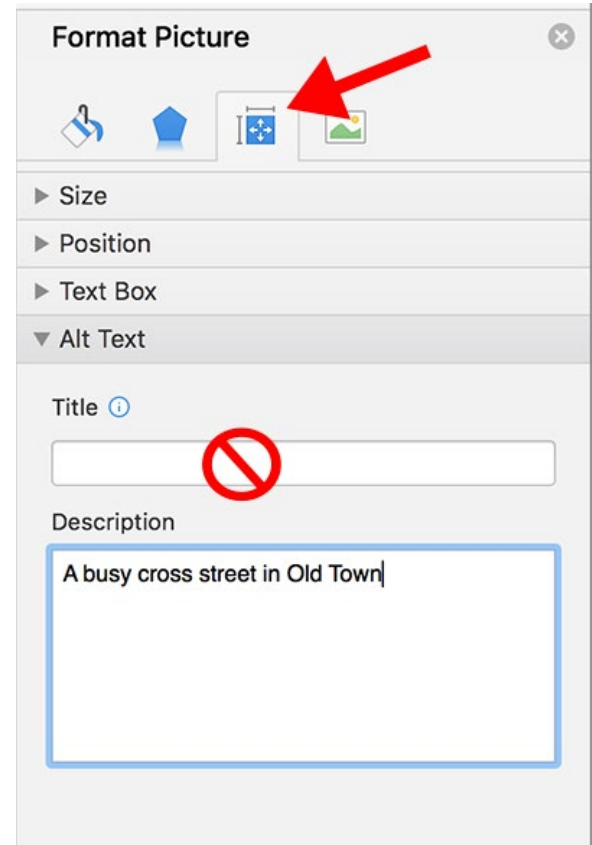 Format Picture
Size
Position
Text Box
Alt Text
Title
Description
A busy cross street in Old Town